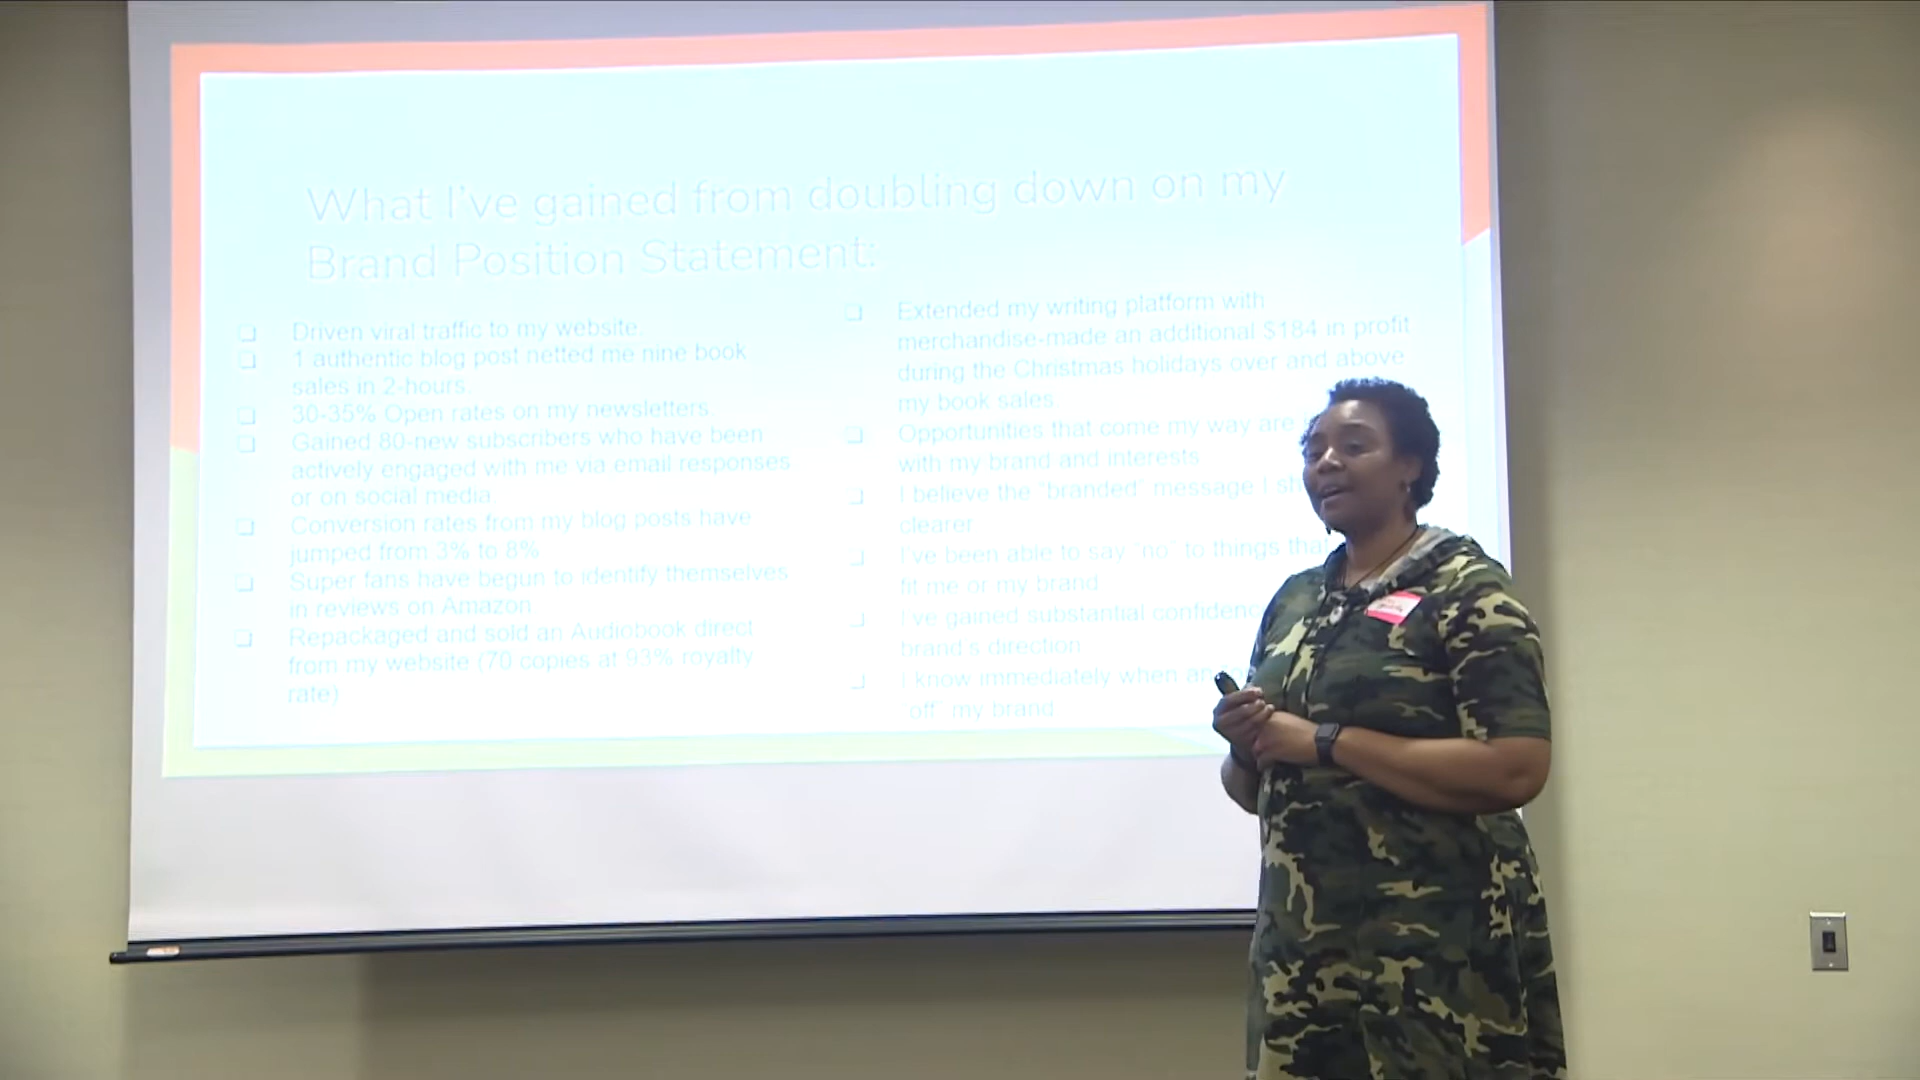 What I've gained from doubling down on my
Brand Position Statement:
Driven viral traffic to my website.
1 authentic blog post netted me nine book
sales in 2-hours.
30-35% Open rates on my newsletters.
Gained 80-new subscribers who have been
actively engaged with me via email responses
or on social media.
Conversion rates from my blog posts have
jumped from 3% to 8%
Super fans have begun to identify themselves
in reviews on Amazon
Repackaged and sold an Audiobook direct
from my website (70 copies at 93% royalty
rate)
Extended my writing platform with
merchandise-made an additional $184 in profit
during the Christmas holidays over and above
my book sales.
Opportunities that come my way are
with my brand and interests
I believe the "branded" message I
clearer
I've been able to say "no" to things that
fit me or my brand
I've gained substantial
brand's direction
I know immediately when
"off" my brand